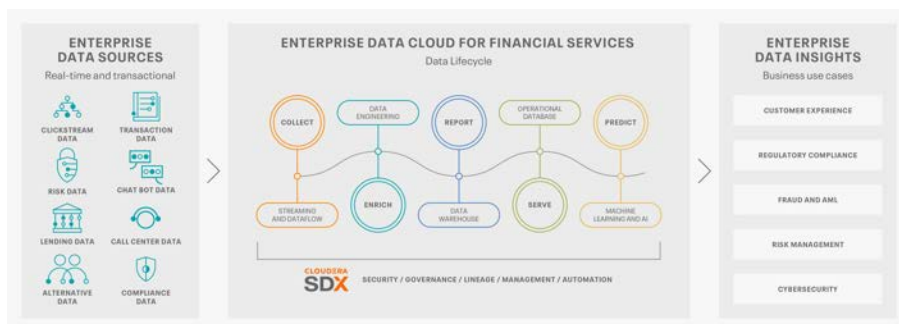 ENTERPRISE
DATA SOURCES
Real-time and transactional
CLICKSTREAM
DATA
TRANSACTION
DATA
RISK DATA
CHAT BOT DATA
LENDING DATA
CALL CENTER DATA
ALTERNATIVE
DATA
COMPLIANCE
DATA
ENTERPRISE DATA CLOUD FOR FINANCIAL SERVICES
Data Lifecycle
COLLECT
DATA
ENGINEERING
REPORT
OPERATIONAL
DATABASE
PREDICT
STREAMING
AND DATAFLOW
ENRICH
DATA
WAREHOUSE
SERVE
MACHINE
LEARNING AND AI
CLOUDERA
SDX
SECURITY / GOVERNANCE / LINEAGE / MANAGEMENT / AUTOMATION
ENTERPRISE
DATA INSIGHTS
Business use cases
CUSTOMER EXPERIENCE
REGULATORY COMPLIANCE
FRAUD AND AML
RISK MANAGEMENT
CYBERSECURITY